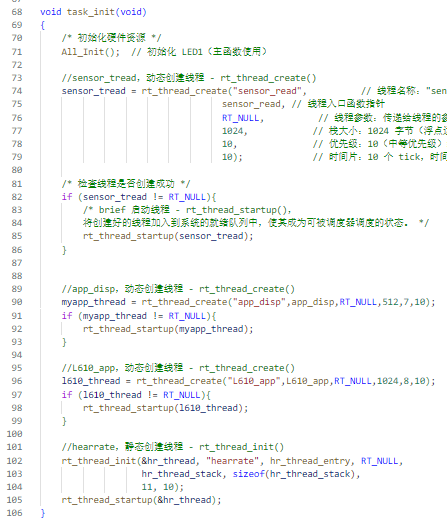 68 void task_init(void)
69 {
70 /* 初始化硬件资源 */
71 All_Init(); // 初始化 LED1（主函数使用）
72
73 //sensor_tread，动态创建线程 - rt_thread_create()
74 sensor_tread = rt_thread_create("sensor_read", // 线程名称："sen
75 sensor_read, // 线程入口函数指针
76 RT_NULL, // 线程参数：传递给线程的参
77 1024, // 栈大小：1024 字节（浮点运
78 10, // 优先级：10（中等优先级）
79 10); // 时间片：10 个 tick，时间
80
81 /* 检查线程是否创建成功 */
82 if (sensor_tread != RT_NULL){
83 /* brief 启动线程 - rt_thread_startup()，
84 将创建好的线程加入到系统的就绪队列中，使其成为可被调度器调度的状态。 */
85 rt_thread_startup(sensor_tread);
86 }
87
88
89 //app_disp，动态创建线程 - rt_thread_create()
90 myapp_thread = rt_thread_create("app_disp",app_disp,RT_NULL,512,7,10);
91 if (myapp_thread != RT_NULL){
92 rt_thread_startup(myapp_thread);
93 }
94
95 //L610_app，动态创建线程 - rt_thread_create()
96 l610_thread = rt_thread_create("L610_app",L610_app,RT_NULL,1024,8,10);
97 if (l610_thread != RT_NULL){
98 rt_thread_startup(l610_thread);
99 }
100
101 //hearrate，静态创建线程 - rt_thread_init()
102 rt_thread_init(&hr_thread, "hearrate", hr_thread_entry, RT_NULL,
103 hr_thread_stack, sizeof(hr_thread_stack),
104 11, 10);
105 rt_thread_startup(&hr_thread);
106 }